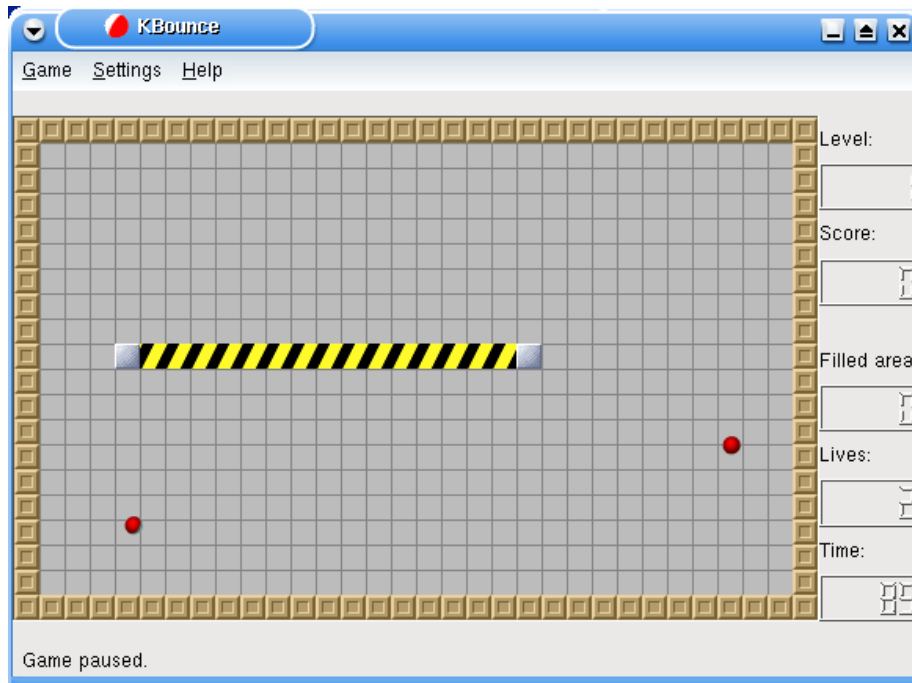 KBounce
Game Settings Help
Level:
Score:
Filled area
Lives:
Time:
Game paused.